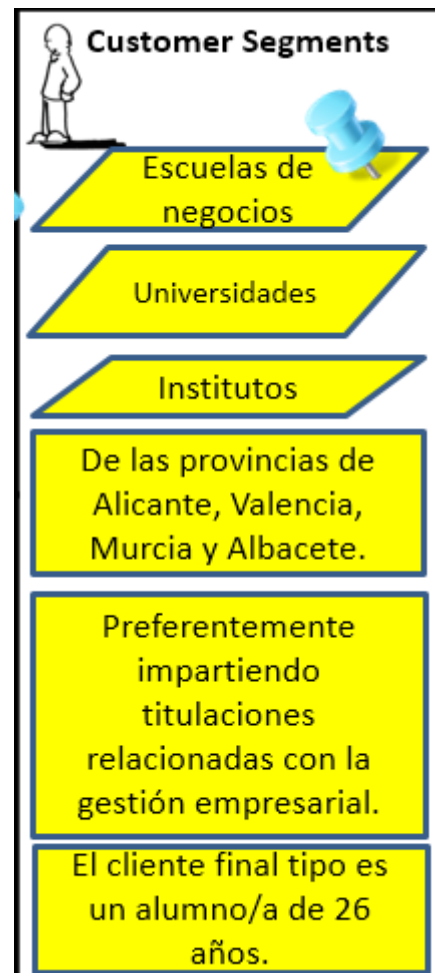 Customer Segments
Escuelas de
negocios
Universidades
Institutos
De las provincias de
Alicante, Valencia,
Murcia y Albacete.
Preferentemente
impartiendo
titulaciones
relacionadas con la
gestión empresarial.
El cliente final tipo es
un alumno/a de 26
años.